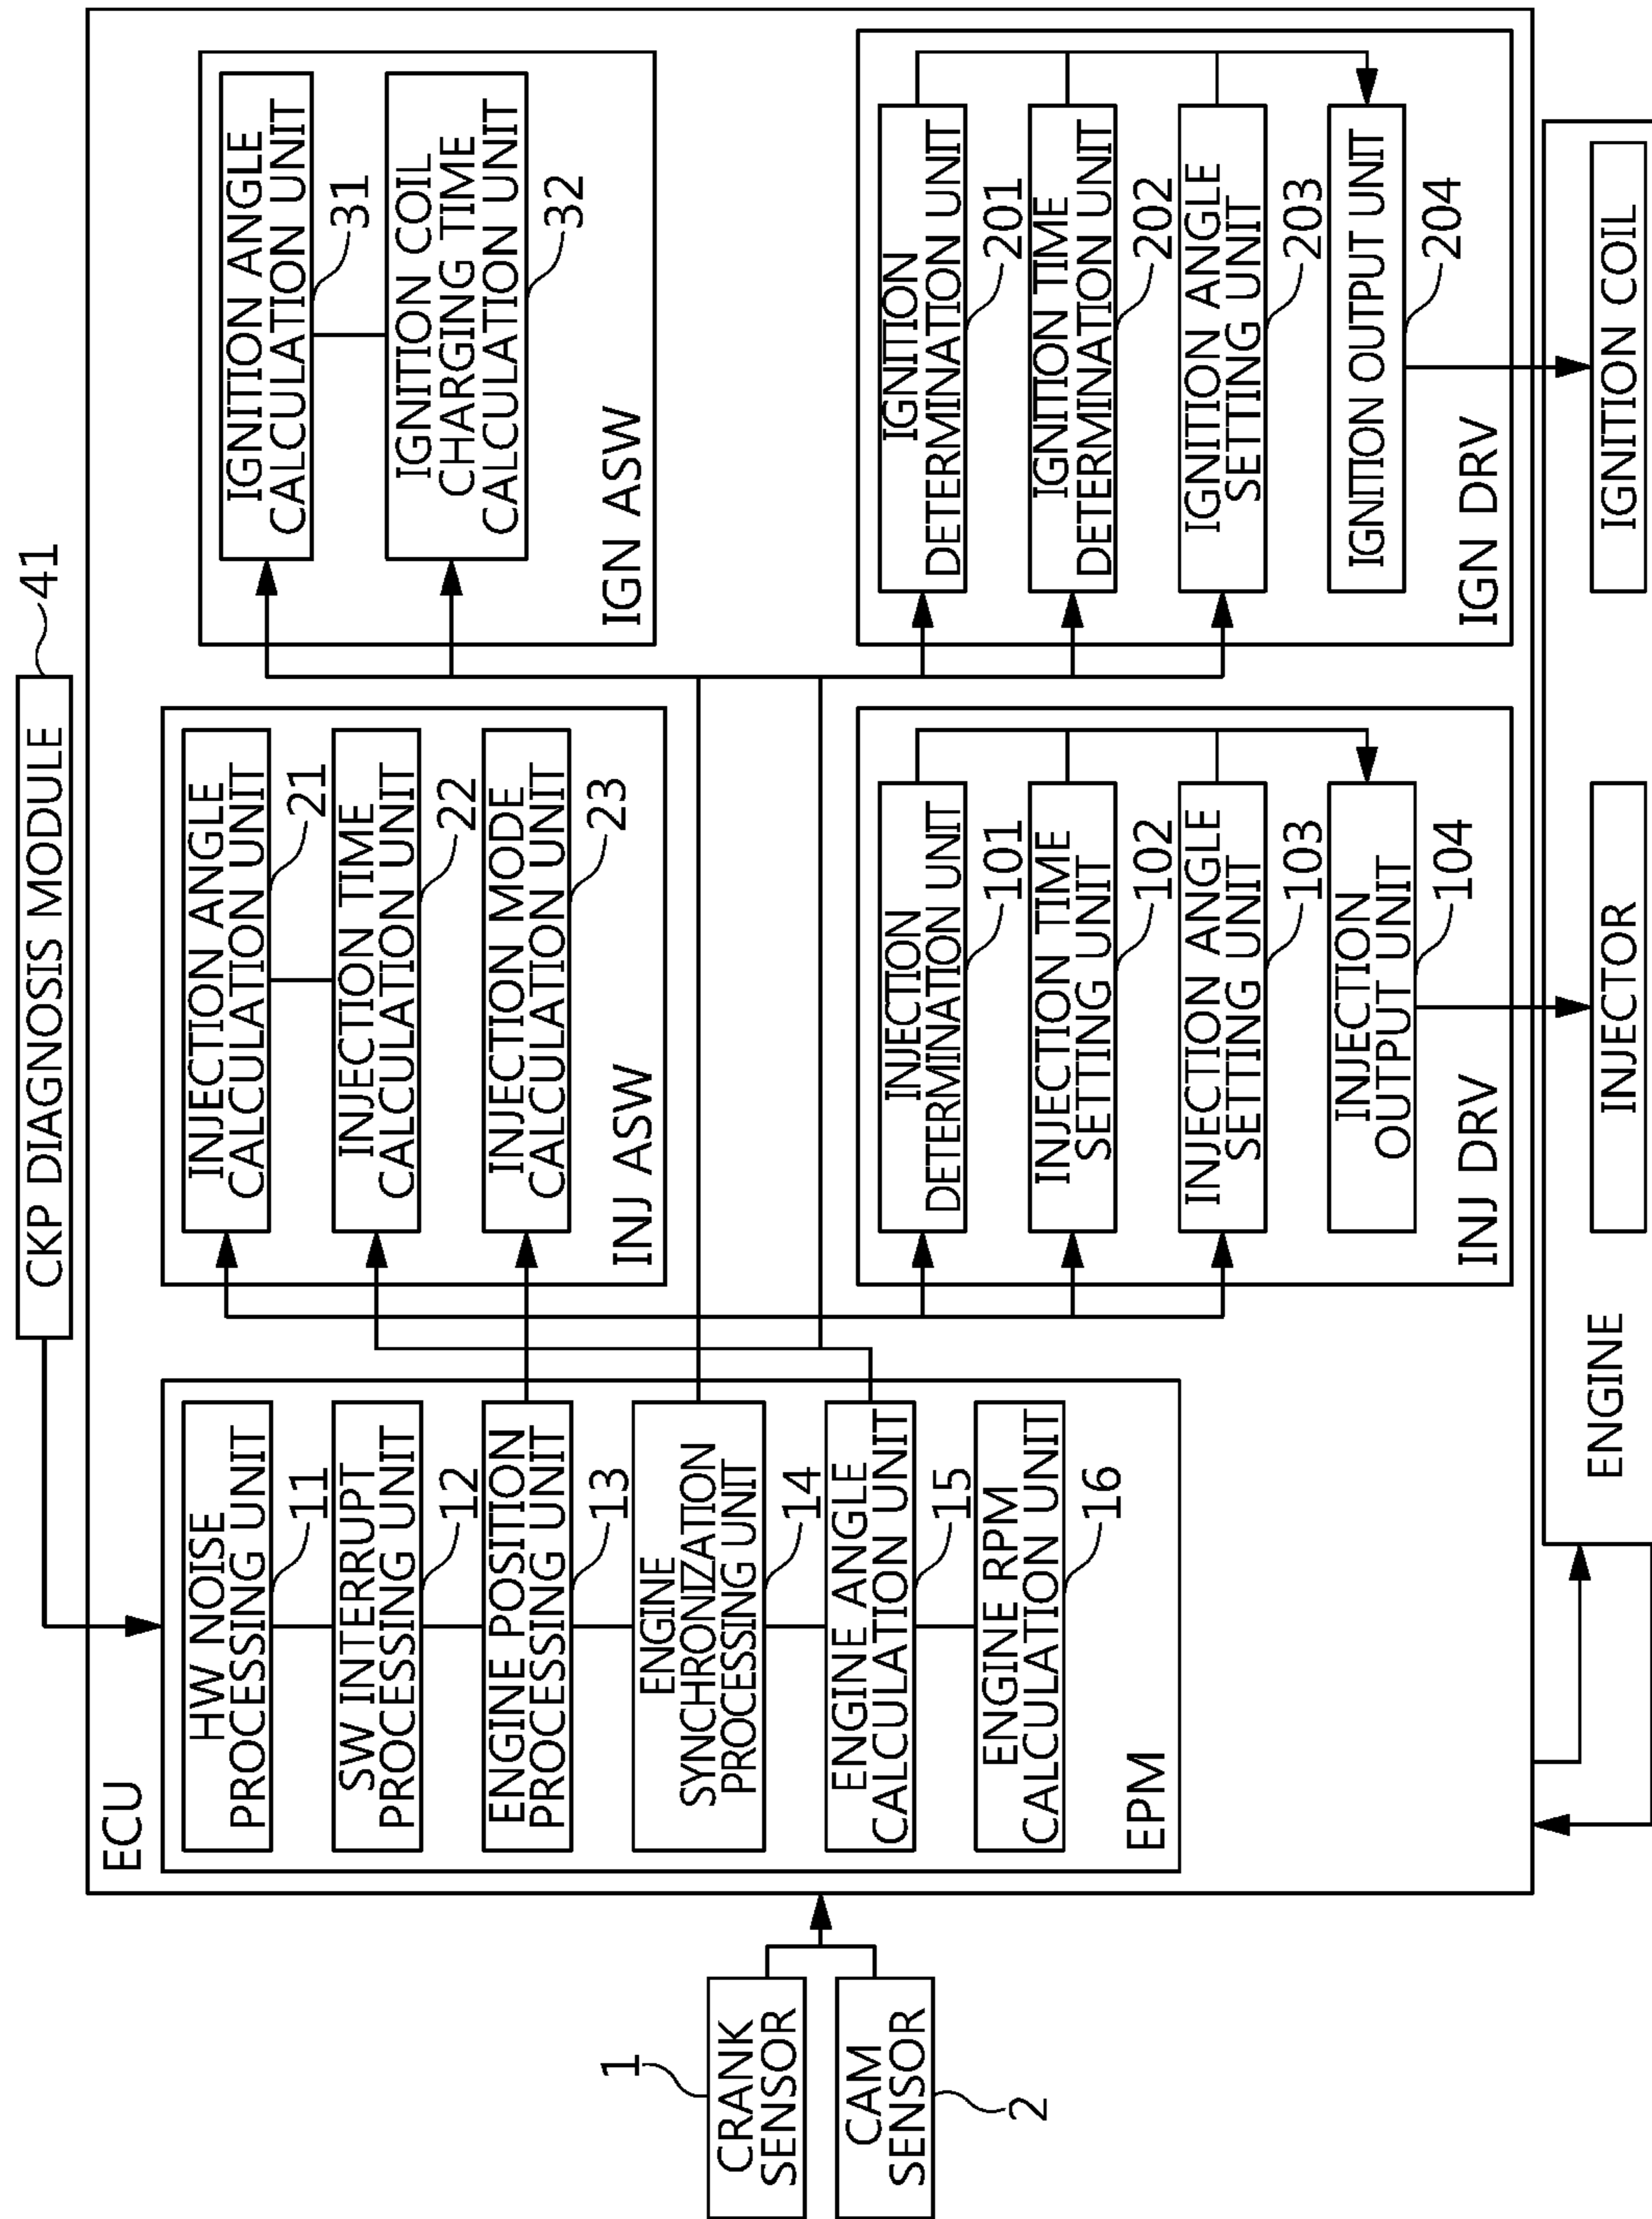 CKP DIAGNOSIS MODULE
41
ECU
HW NOISE
PROCESSING UNIT
11
SW INTERRUPT
PROCESSING UNIT
12
ENGINE POSITION
PROCESSING UNIT
13
ENGINE
SYNCHRONIZATION
PROCESSING UNIT
14
ENGINE ANGLE
CALCULATION UNIT
15
ENGINE RPM
CALCULATION UNIT
16
EPM
INJECTION ANGLE
CALCULATION UNIT
21
INJECTION TIME
CALCULATION UNIT
22
INJECTION MODE
CALCULATION UNIT
23
INJ ASW
IGNITION ANGLE
CALCULATION UNIT
31
IGNITION COIL
CHARGING TIME
CALCULATION UNIT
32
IGN ASW
CRANK
SENSOR
1
CAM
SENSOR
2
INJECTION
DETERMINATION UNIT
101
INJECTION TIME
SETTING UNIT
102
INJECTION ANGLE
SETTING UNIT
103
INJECTION
OUTPUT UNIT
104
INJ DRV
IGNITION
DETERMINATION UNIT
201
IGNITION TIME
DETERMINATION UNIT
202
IGNITION ANGLE
SETTING UNIT
203
IGNITION OUTPUT UNIT
204
IGN DRV
ENGINE
INJECTOR
IGNITION COIL